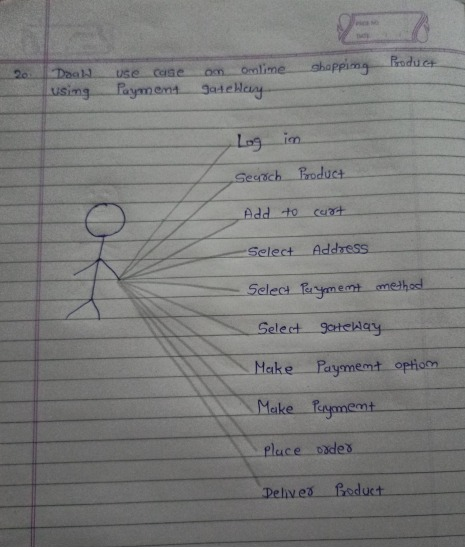 20. Draw use case on online shopping Product
using Payment gateway
Log in
Search Product
Add to cart
Select Address
Select Payment method
Select gateway
Make Payment option
Make Payment
Place order
Deliver Product